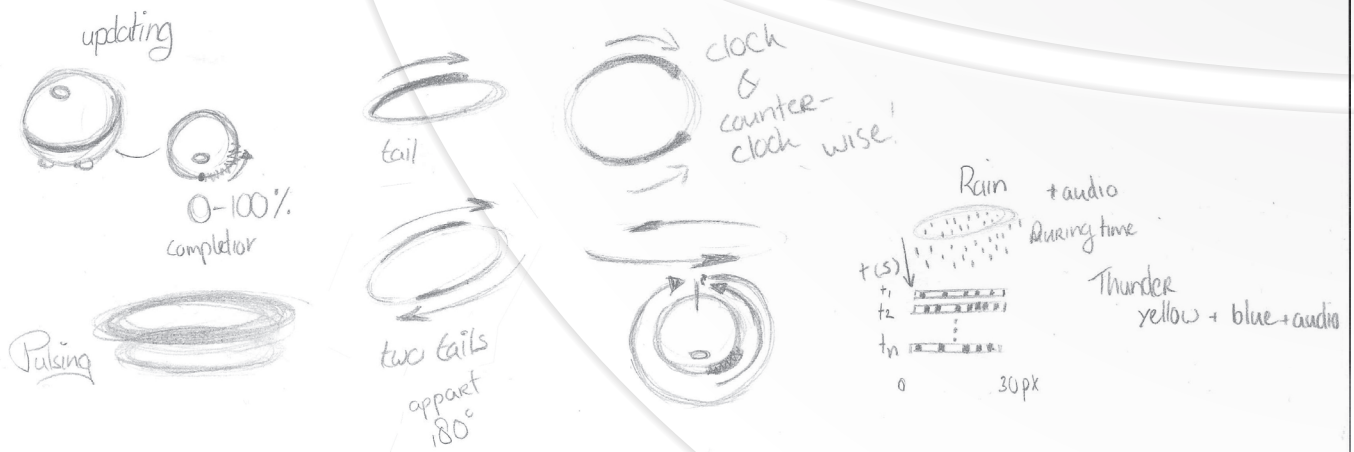 updating
0-100%
completior
Pulsing
tail
two tails
appart
180°
clock
&
counter-
clock wise!
Rain + audio
During time
t(s)
t1
t2
tn
0 30px
Thunder
yellow + blue + audio